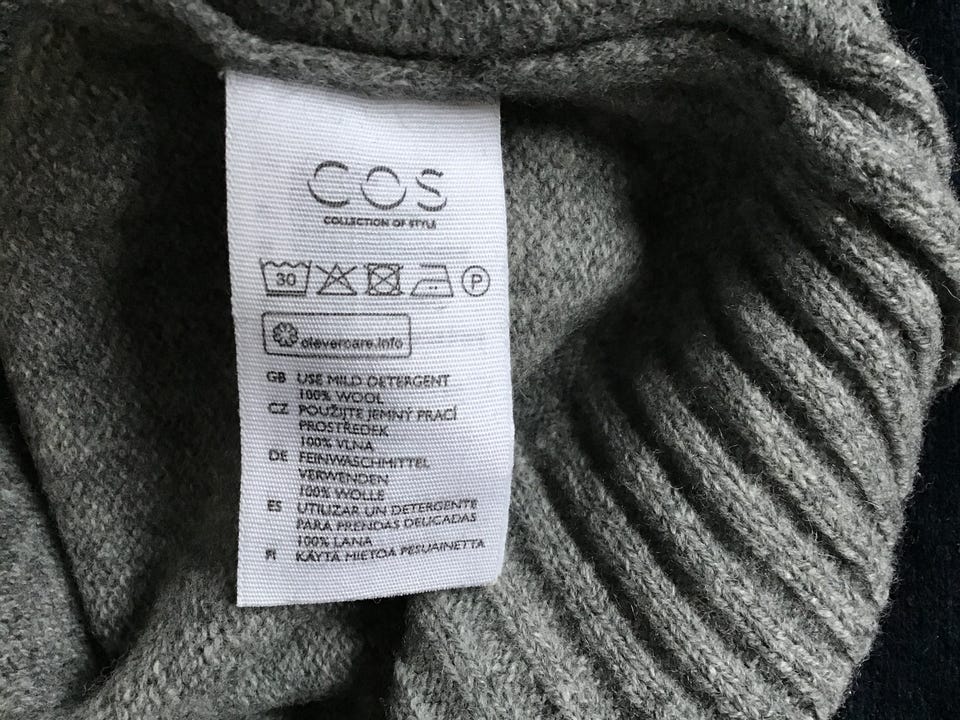 COS
COLLECTION OF STYLE
30 P
clevercare.info
GB USE MILD DETERGENT
100% WOOL
CZ POUŽIJTE JEMNÝ PRACÍ
PROSTŘEDEK
100% VLNA
DE FEINWASCHMITTEL
VERWENDEN
100% WOLLE
ES UTILIZAR UN DETERGENTE
PARA PRENDAS DELICADAS
100% LANA
FI KÄYTÄ MIETOA PESUAINETTA